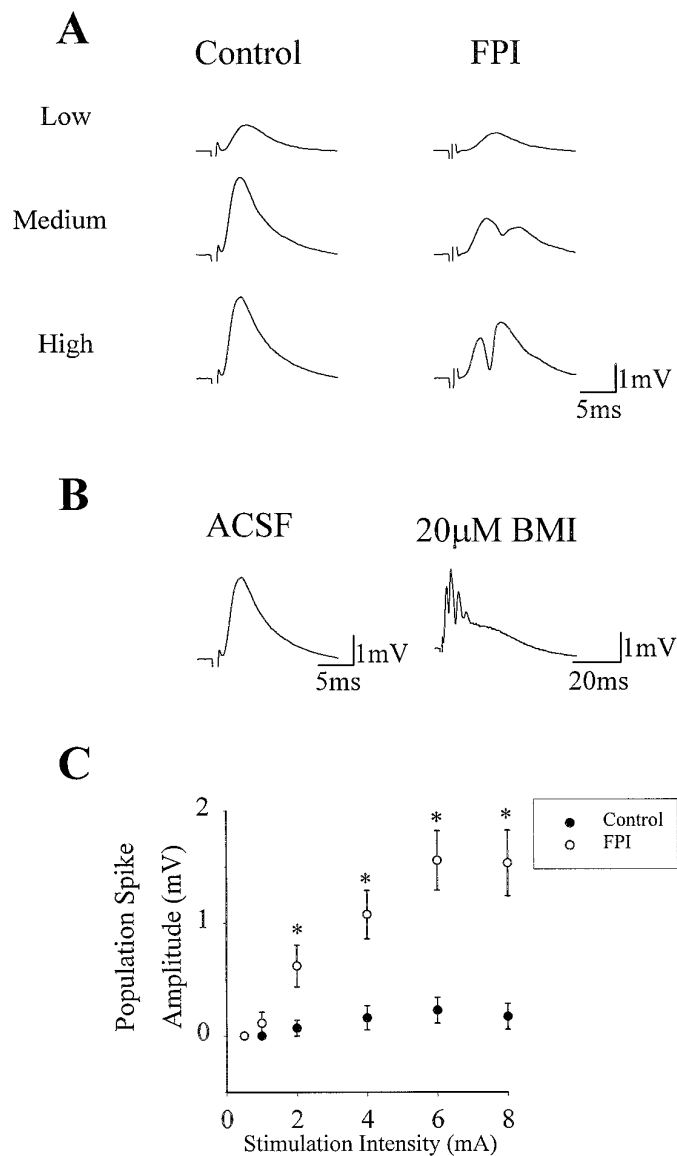 A
Control FPI
Low
Medium
High
1mV
5ms
B
ACSF 20μM BMI
1mV 1mV
5ms 20ms
C
Population Spike
Amplitude (mV)
2
1
0
0 2 4 6 8
Stimulation Intensity (mA)
* * * *
Control
FPI